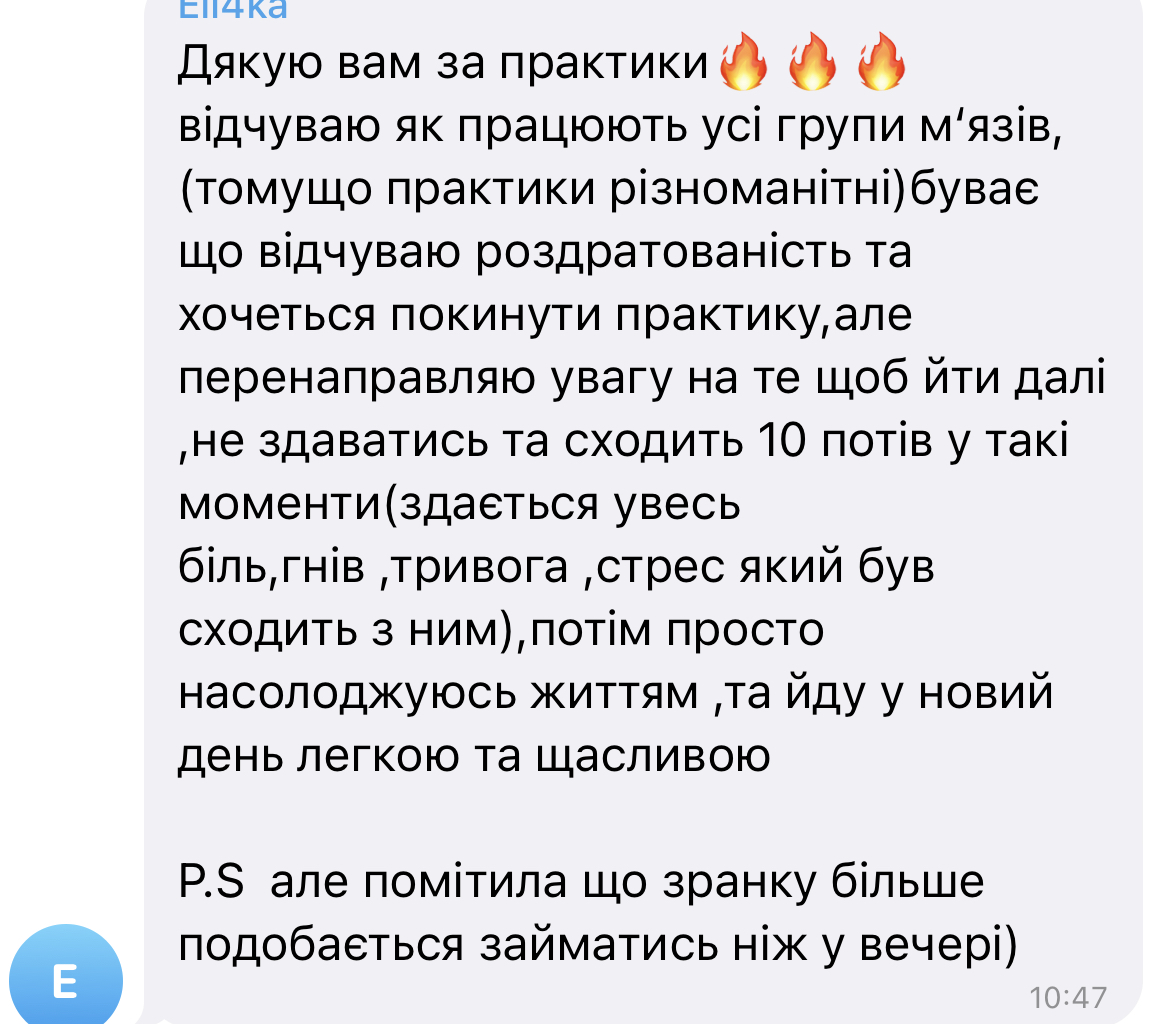 Eli4ka
Дякую вам за практики🔥🔥🔥
відчуваю як працюють усі групи м‘язів,
(томущо практики різноманітні)буває
що відчуваю роздратованість та
хочеться покинути практику,але
перенаправляю увагу на те щоб йти далі
,не здаватись та сходить 10 потів у такі
моменти(здається увесь
біль,гнів ,тривога ,стрес який був
сходить з ним),потім просто
насолоджуюсь життям ,та йду у новий
день легкою та щасливою
P.S  але помітила що зранку більше
подобається займатись ніж у вечері)
10:47
E